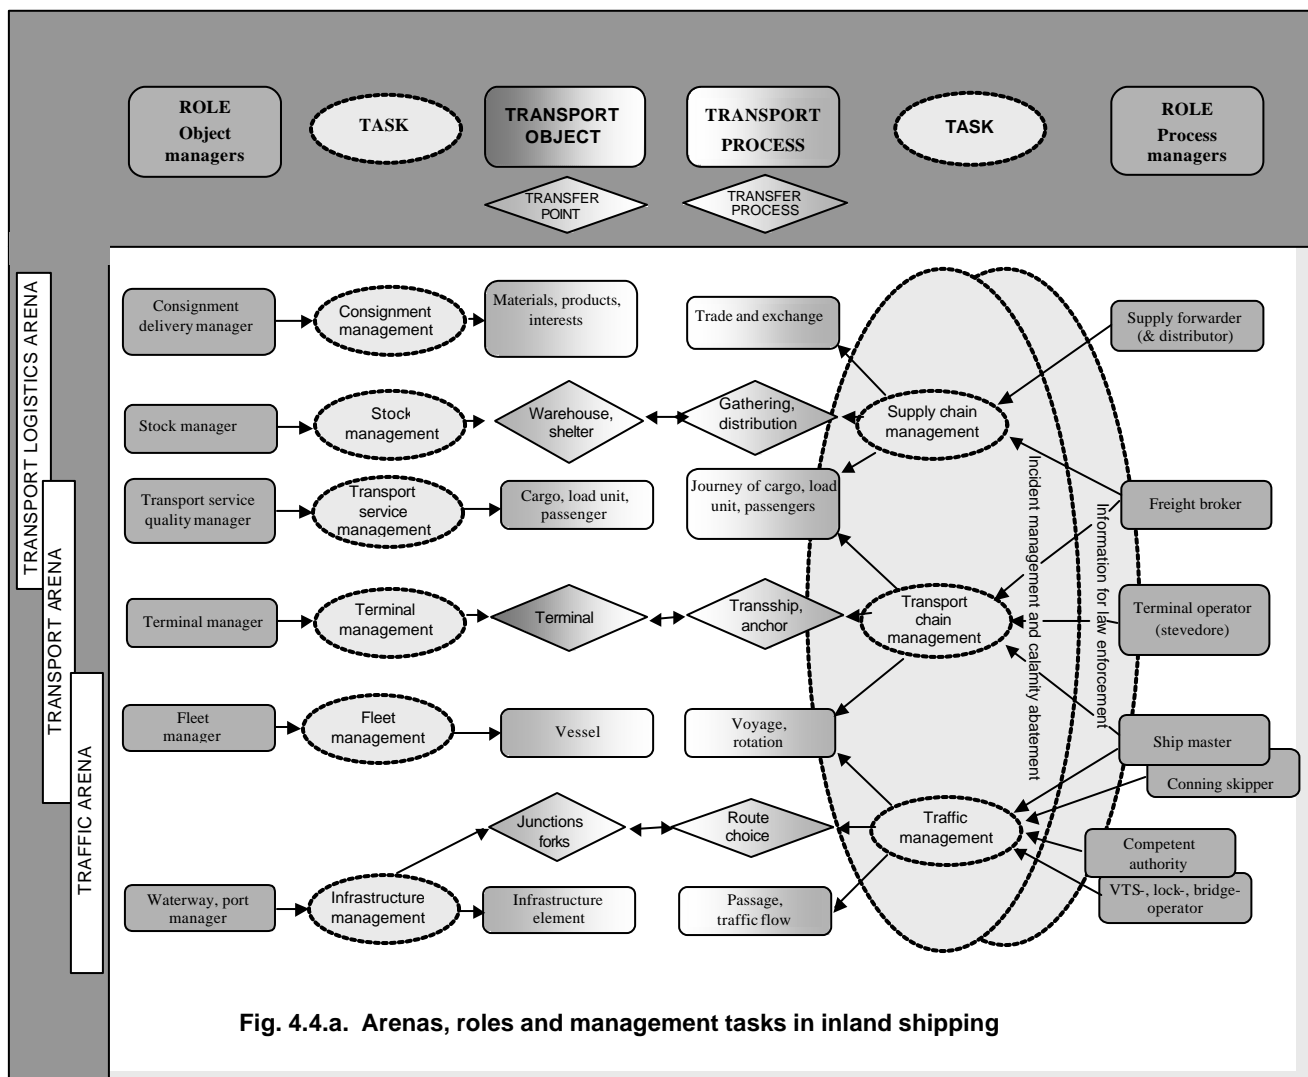 ROLE
Object
managers
TASK
TRANSPORT
OBJECT
TRANSPORT
PROCESS
TASK
ROLE
Process
managers
TRANSFER
POINT
TRANSFER
PROCESS
TRANSPORT LOGISTICS ARENA
TRANSPORT ARENA
TRAFFIC ARENA
Consignment
delivery manager
Consignment
management
Materials, products,
interests
Trade and exchange
Supply forwarder
(& distributor)
Stock manager
Stock
management
Warehouse,
shelter
Gathering,
distribution
Supply chain
management
Transport service
quality manager
Transport
service
management
Cargo, load unit,
passenger
Journey of cargo, load
unit, passengers
Freight broker
Incident management and calamity abatement
Information for law enforcement
Terminal manager
Terminal
management
Terminal
Transship,
anchor
Transport
chain
management
Terminal operator
(stevedore)
Fleet
manager
Fleet
management
Vessel
Voyage,
rotation
Ship master
Conning skipper
Junctions
forks
Route
choice
Traffic
management
Competent
authority
Waterway, port
manager
Infrastructure
management
Infrastructure
element
Passage,
traffic flow
VTS-, lock-, bridge-
operator
Fig. 4.4.a. Arenas, roles and management tasks in inland shipping